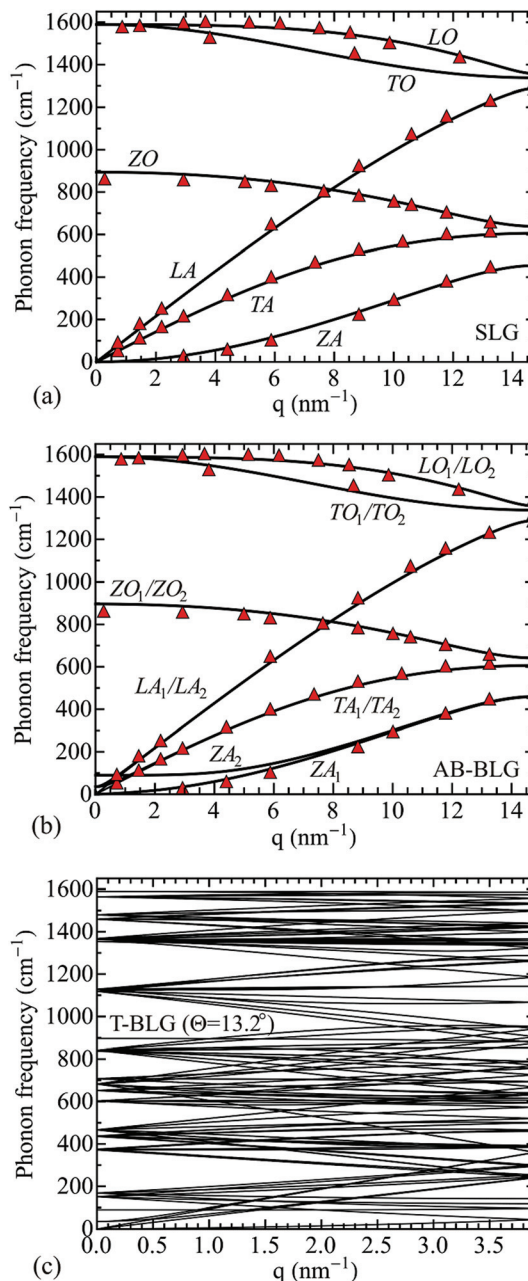 1600
1400
1200
1000
800
600
400
200
0
Phonon frequency (cm⁻¹)
LO
TO
ZO
LA
TA
ZA
SLG
0 2 4 6 8 10 12 14
q (nm⁻¹)
(a)
1600
1400
1200
1000
800
600
400
200
0
Phonon frequency (cm⁻¹)
LO₁/LO₂
TO₁/TO₂
ZO₁/ZO₂
LA₁/LA₂
TA₁/TA₂
ZA₂
ZA₁
AB-BLG
0 2 4 6 8 10 12 14
q (nm⁻¹)
(b)
1600
1400
1200
1000
800
600
400
200
0
Phonon frequency (cm⁻¹)
T-BLG (Θ=13.2°)
0.0 0.5 1.0 1.5 2.0 2.5 3.0 3.5
q (nm⁻¹)
(c)